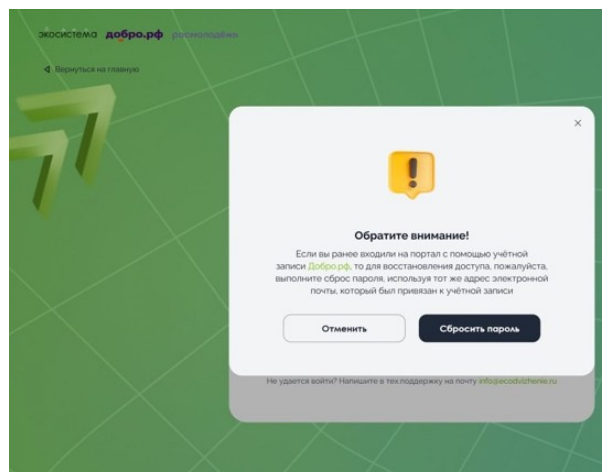 экосистема добро.рф росмолодёжь
Вернуться на главную
Обратите внимание!
Если вы ранее входили на портал с помощью учётной
записи Добро.рф, то для восстановления доступа, пожалуйста,
выполните сброс пароля, используя тот же адрес электронной
почты, который был привязан к учётной записи
Отменить Сбросить пароль
Не удается войти? Напишите в тех.поддержку на почту info@ecodvizhenie.ru